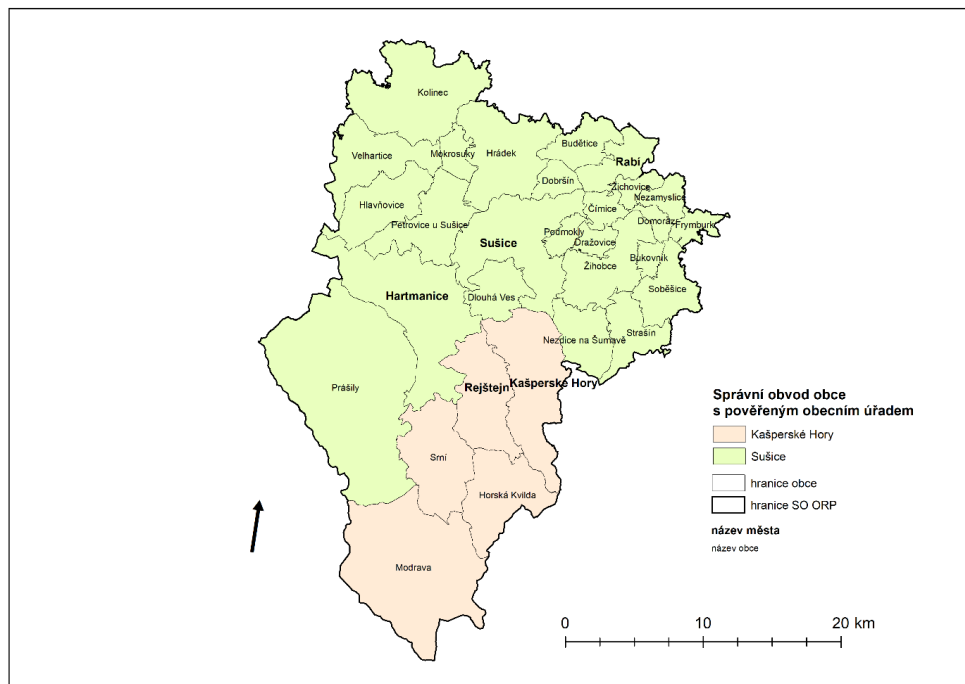 Kolinec
Velhartice
Mokrosuky
Hrádek
Budětice
Rabí
Dobršín
Žichovice
Nezamyslice
Hlavňovice
Čímice
Petrovice u Sušice
Domoraz
Frymburk
Podmokly
Sušice
Dražovice
Bukovník
Žihobce
Hartmanice
Dlouhá Ves
Soběšice
Strašín
Nezdice na Šumavě
Prášily
Rejštejn
Kašperské Hory
Srní
Horská Kvilda
Modrava
Správní obvod obce
s pověřeným obecním úřadem
Kašperské Hory
Sušice
hranice obce
hranice SO ORP
název města
název obce
0 10 20 km